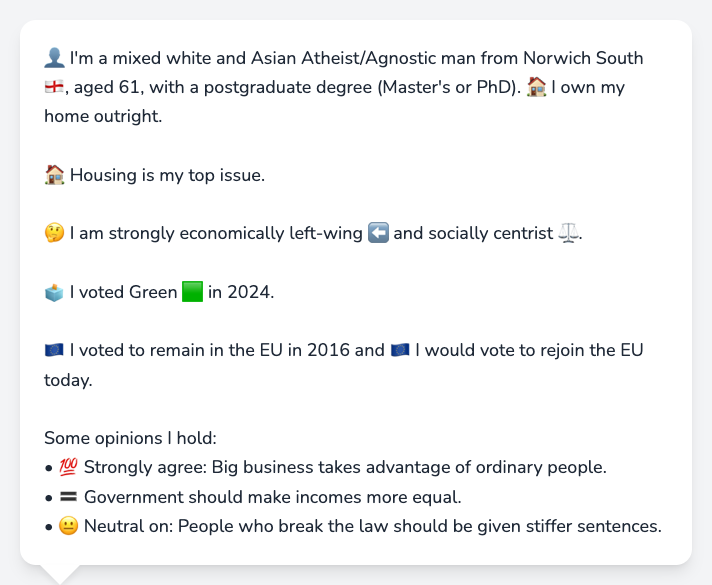 👤 I'm a mixed white and Asian Atheist/Agnostic man from Norwich South
🏴󠁧󠁢󠁥󠁮󠁧󠁿, aged 61, with a postgraduate degree (Master's or PhD). 🏠 I own my
home outright.
🏠 Housing is my top issue.
🤔 I am strongly economically left-wing ⬅️ and socially centrist ⚖️.
🗳️ I voted Green 🟩 in 2024.
🇪🇺 I voted to remain in the EU in 2016 and 🇪🇺 I would vote to rejoin the EU
today.
Some opinions I hold:
• 💯 Strongly agree: Big business takes advantage of ordinary people.
• 🟰 Government should make incomes more equal.
• 😐 Neutral on: People who break the law should be given stiffer sentences.